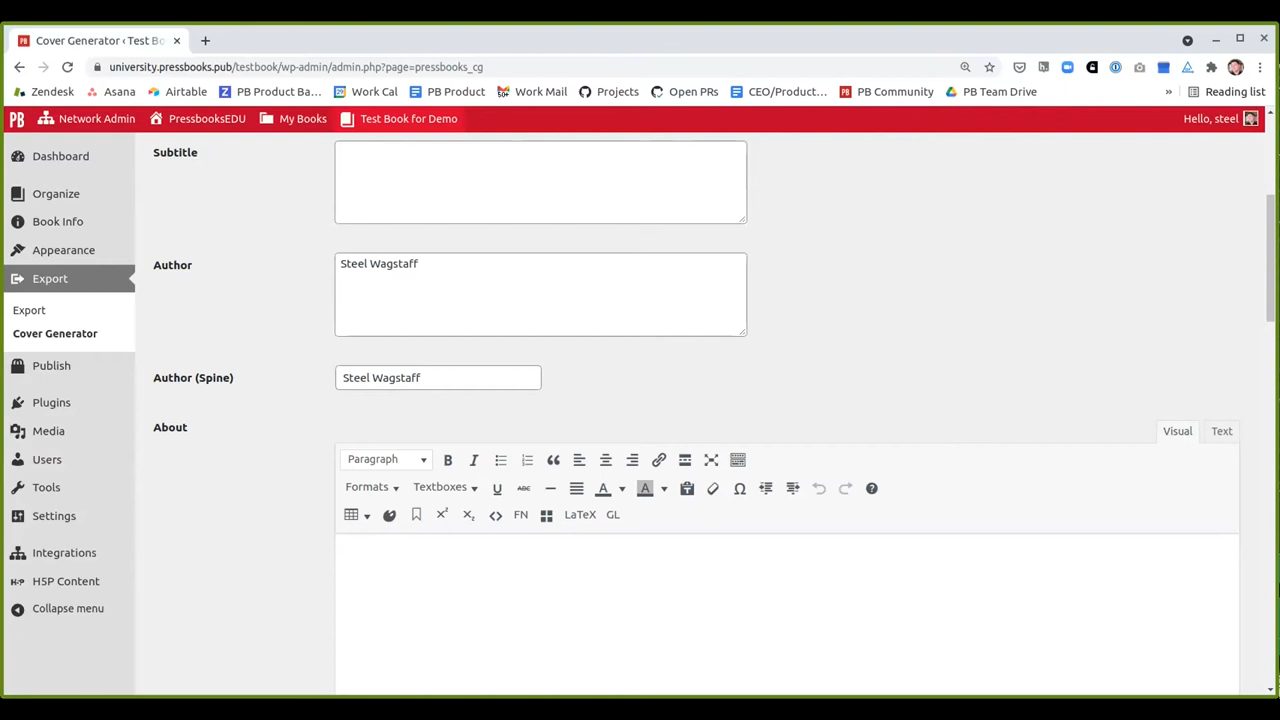 Cover Generator ‹ Test Bo
university.pressbooks.pub/testbook/wp-admin/admin.php?page=pressbooks_cg
Zendesk Asana Airtable PB Product Ba... Work Cal PB Product Work Mail Projects Open PRs CEO/Product... PB Community PB Team Drive » Reading list
PB Network Admin PressbooksEDU My Books Test Book for Demo Hello, steel
Dashboard
Organize
Book Info
Appearance
Export
Export
Cover Generator
Publish
Plugins
Media
Users
Tools
Settings
Integrations
H-P H5P Content
Collapse menu
Subtitle
Author
Steel Wagstaff
Author (Spine)
Steel Wagstaff
About
Visual Text
Paragraph B I
Formats Textboxes U ABC A A Ω ?
X² X₂ <> FN LaTeX GL